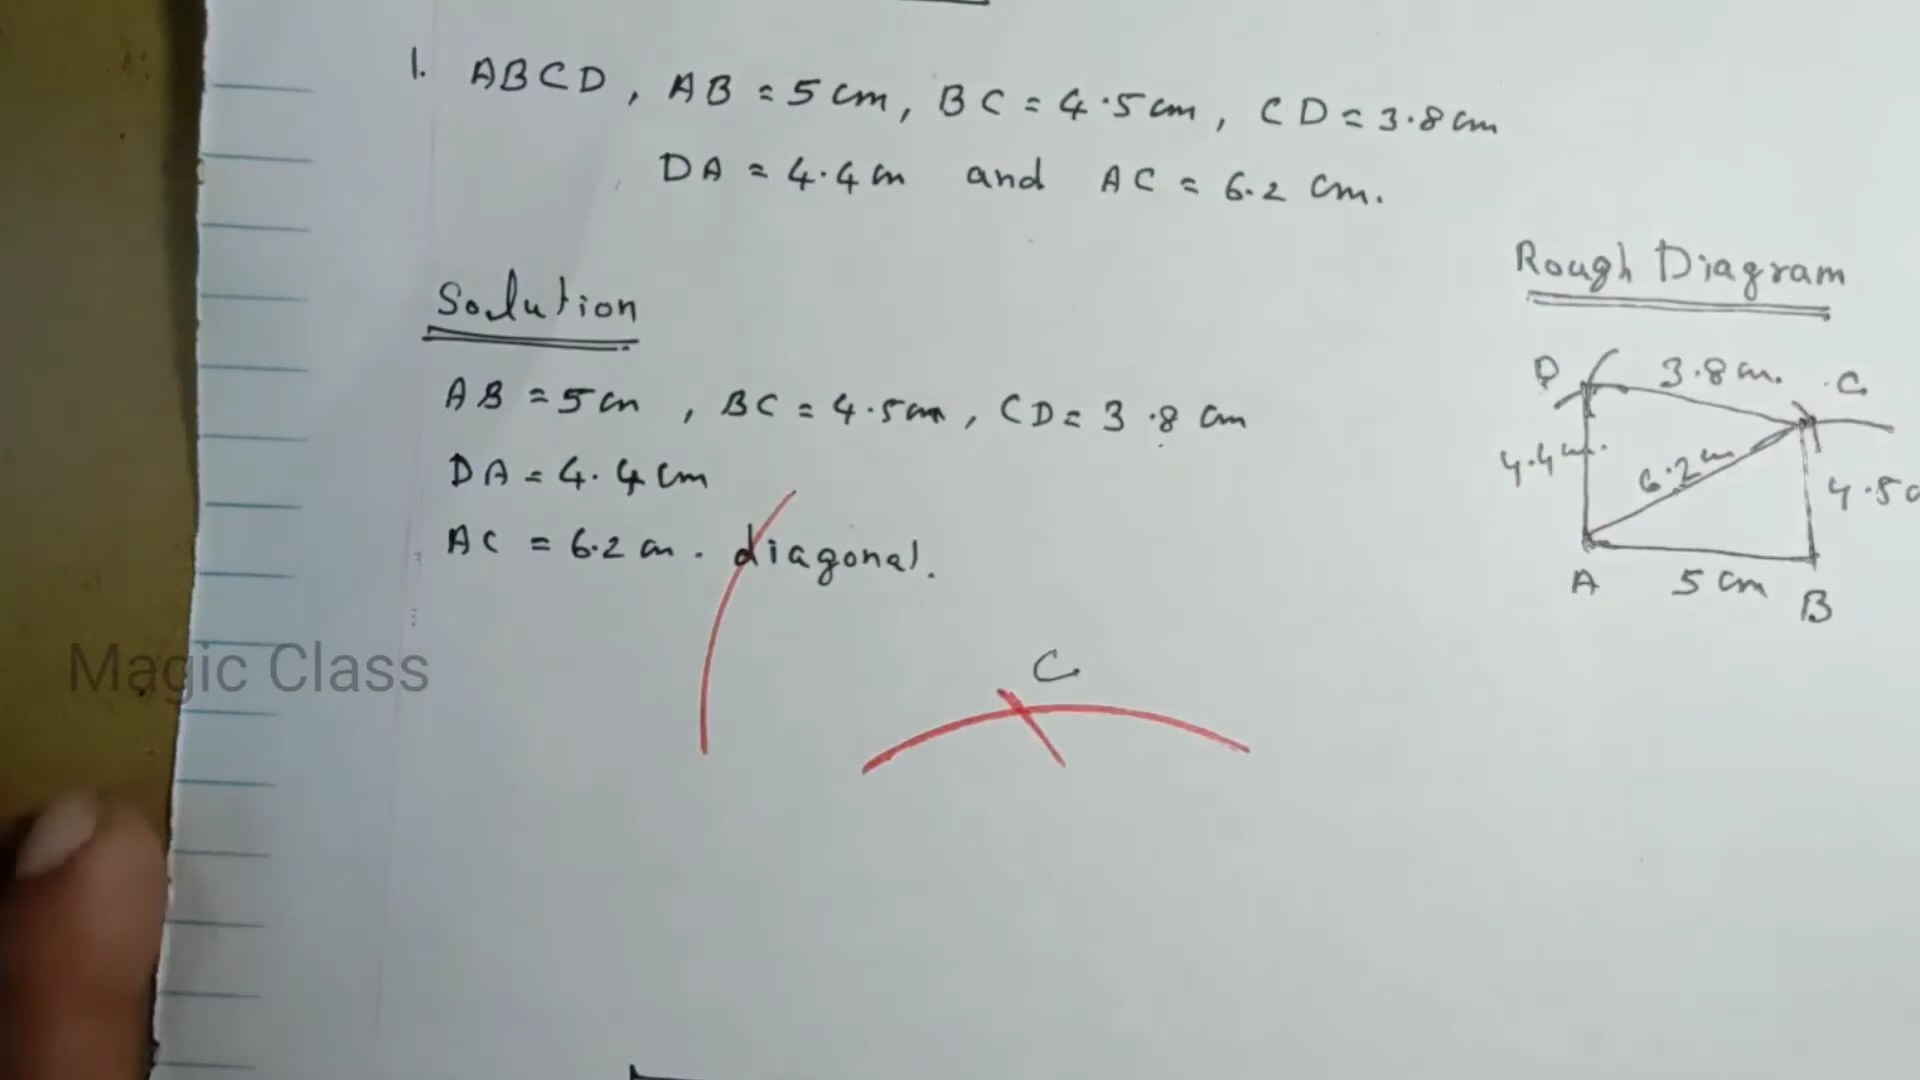 1. ABCD, AB = 5 cm, BC = 4.5 cm, CD = 3.8 cm
DA = 4.4 cm and AC = 6.2 cm.
Rough Diagram
Solution
D 3.8 cm. C
AB = 5 cm, BC = 4.5 cm, CD = 3.8 cm
4.4 cm. 6.2 cm 4.5 c
DA = 4.4 cm
AC = 6.2 cm. diagonal.
A 5 cm B
C
Magic Class